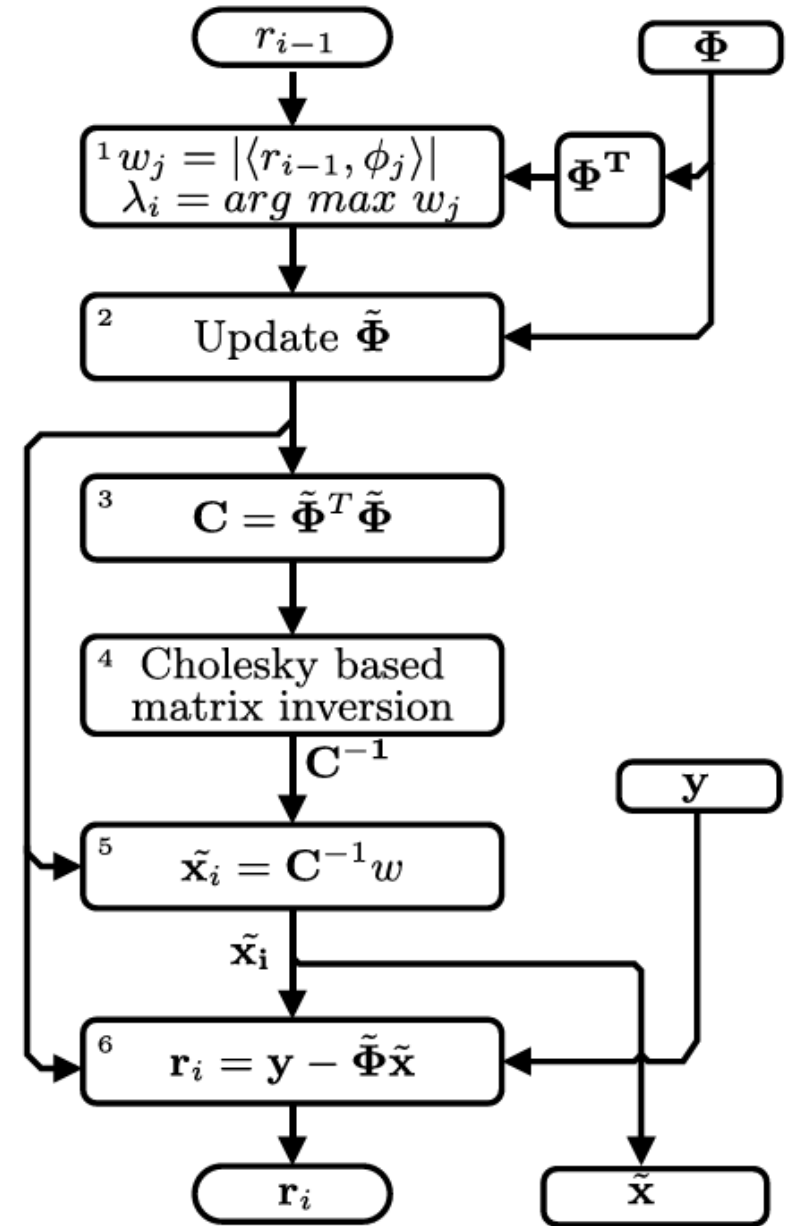 r_{i−1}
Φ
1 w_j = |⟨r_{i−1}, ϕ_j⟩|
λ_i = arg max w_j
Φ^T
2 Update Φ̃
3 C = Φ̃^T Φ̃
4 Cholesky based
matrix inversion
C^{−1}
y
5 x̃_i = C^{−1}w
x̃_i
6 r_i = y − Φ̃x̃
r_i
x̃